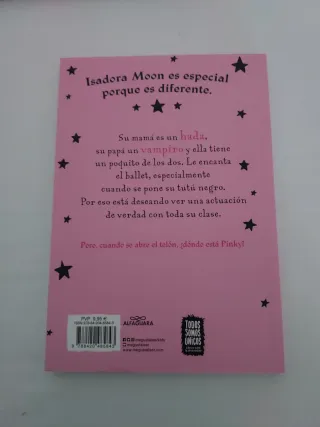 Isadora Moon es especial
porque es diferente.
Su mamá es un hada,
su papá un vampiro y ella tiene
un poquito de los dos. Le encanta
el ballet, especialmente
cuando se pone su tutú negro.
Por eso está deseando ver una actuación
de verdad con toda su clase.
Pero, cuando se abre el telón, ¿dónde está Pinky?
ALFAGUARA
TODOS
SOMOS
ÚNICOS